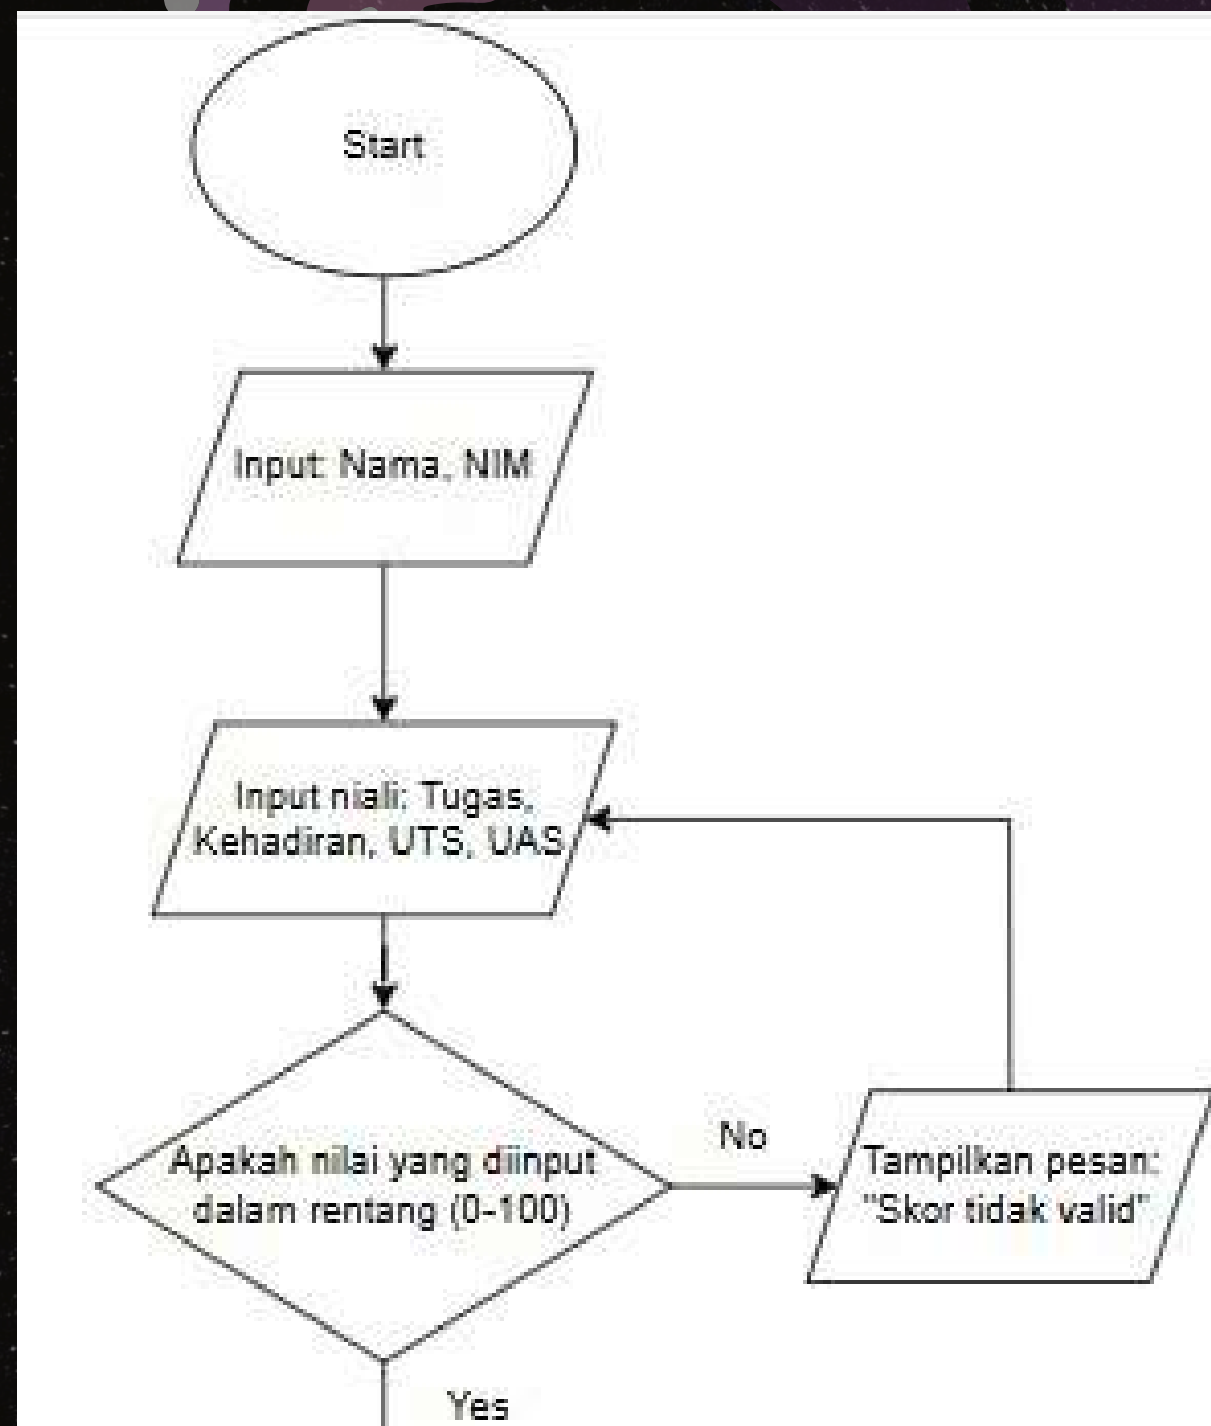 Start
Input: Nama, NIM
Input niali: Tugas,
Kehadiran, UTS, UAS
Apakah nilai yang diinput
dalam rentang (0-100)
No
Tampilkan pesan:
"Skor tidak valid"
Yes